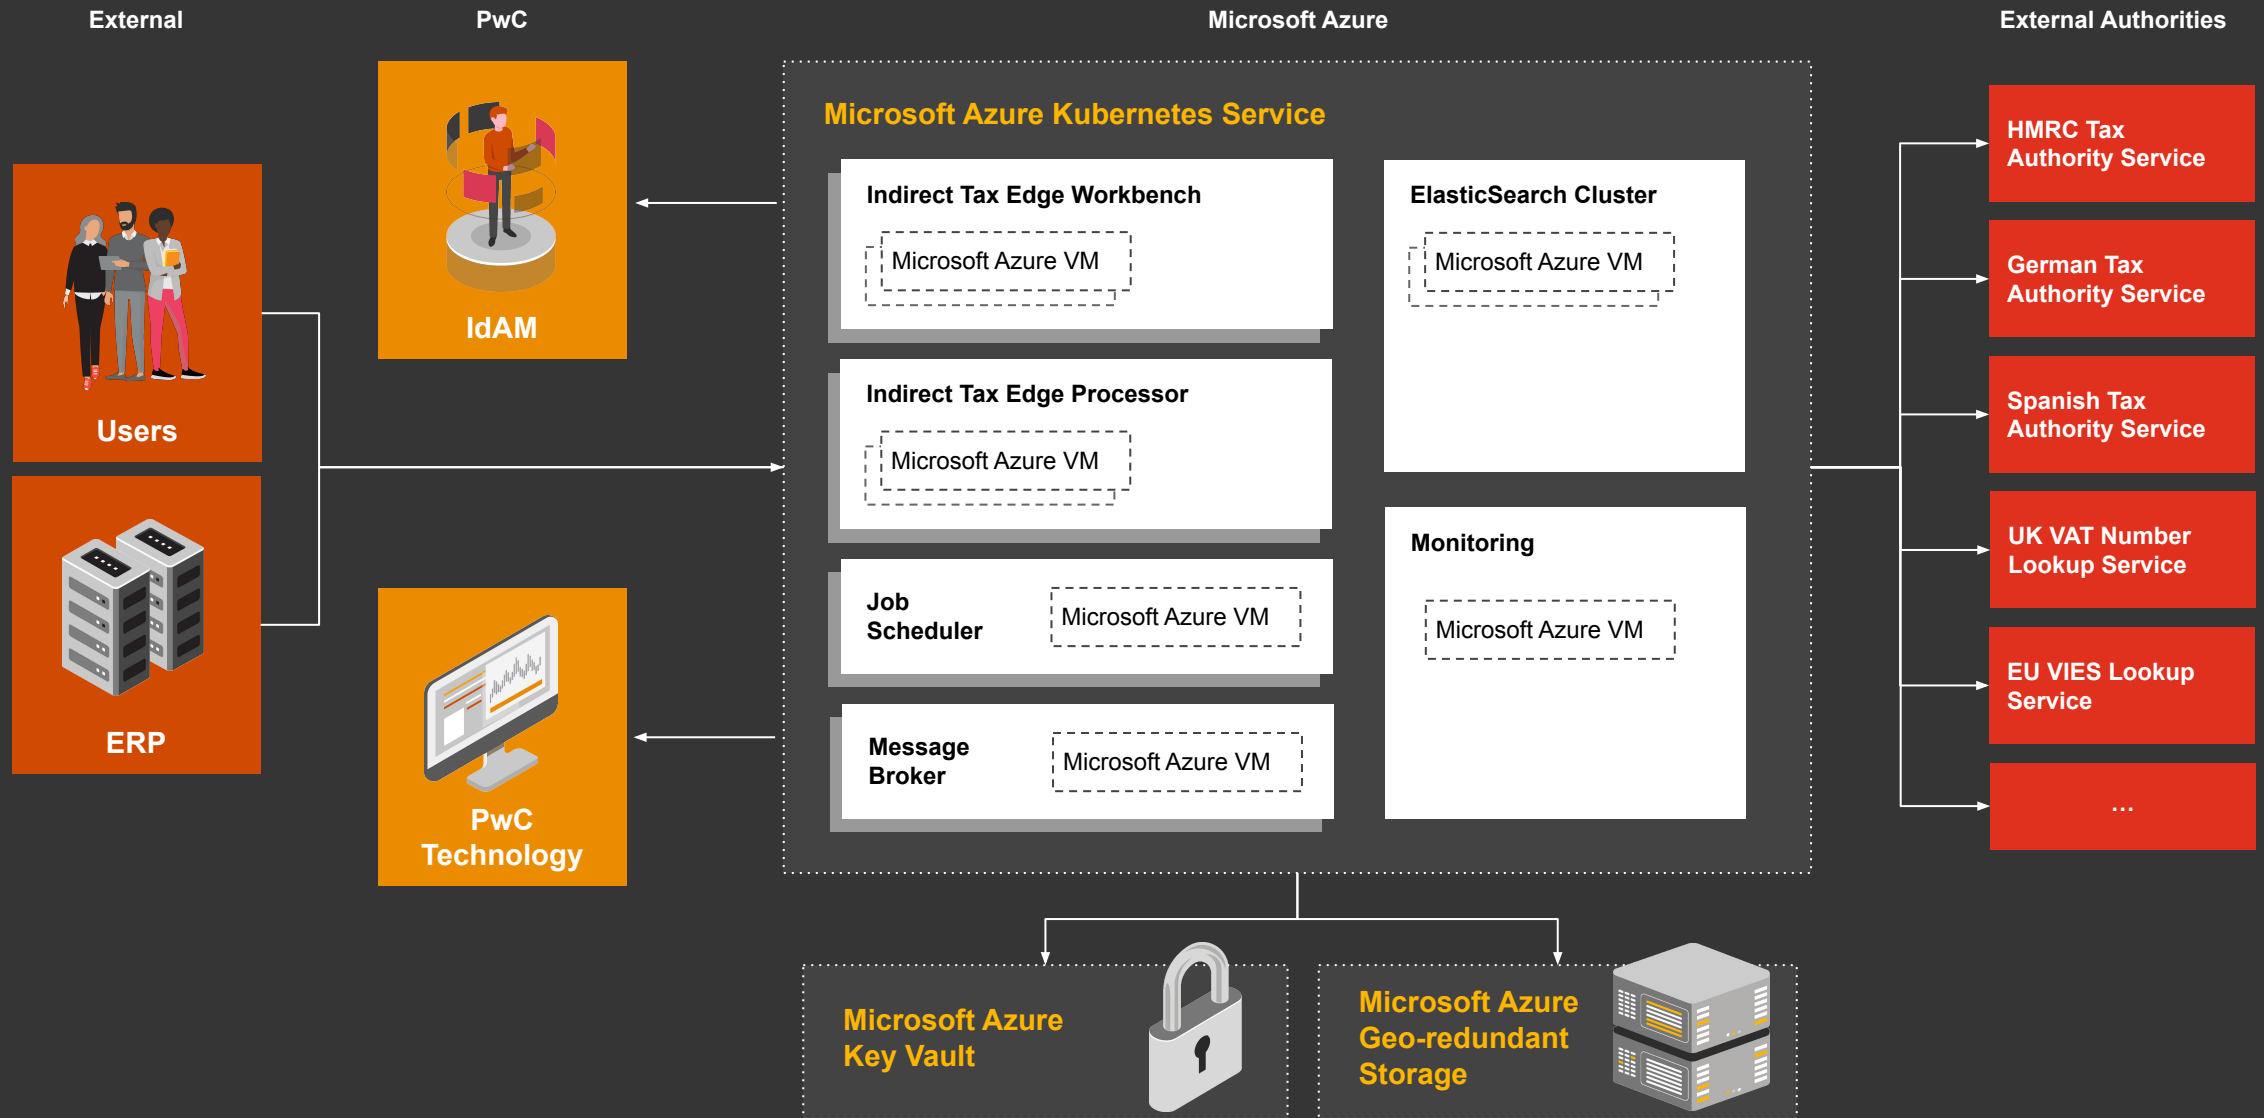 External
PwC
Microsoft Azure
External Authorities
Users
ERP
IdAM
PwC
Technology
Microsoft Azure Kubernetes Service
Indirect Tax Edge Workbench
Microsoft Azure VM
Indirect Tax Edge Processor
Microsoft Azure VM
Job
Scheduler
Microsoft Azure VM
Message
Broker
Microsoft Azure VM
ElasticSearch Cluster
Microsoft Azure VM
Monitoring
Microsoft Azure VM
Microsoft Azure
Key Vault
Microsoft Azure
Geo-redundant
Storage
HMRC Tax
Authority Service
German Tax
Authority Service
Spanish Tax
Authority Service
UK VAT Number
Lookup Service
EU VIES Lookup
Service
...